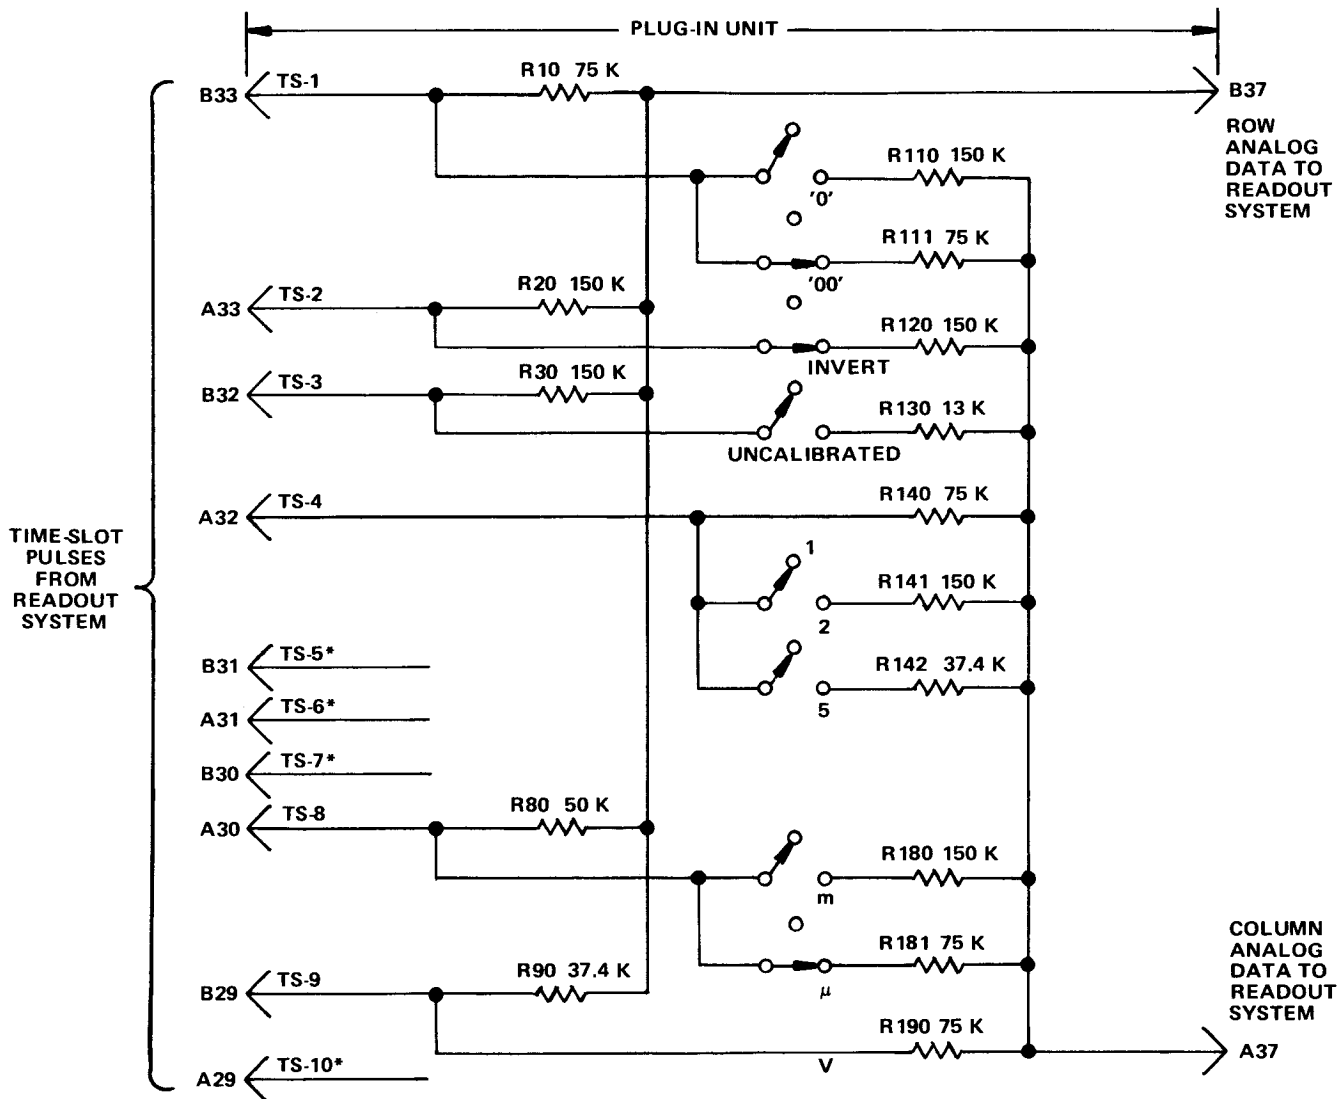 PLUG-IN UNIT
B33 TS-1 R10 75 K B37
ROW
ANALOG
DATA TO
READOUT
SYSTEM
R110 150 K
'0'
R111 75 K
'00'
A33 TS-2 R20 150 K
R120 150 K
INVERT
B32 TS-3 R30 150 K
R130 13 K
UNCALIBRATED
A32 TS-4 R140 75 K
TIME-SLOT
PULSES
FROM
READOUT
SYSTEM
1
R141 150 K
2
B31 TS-5*
R142 37.4 K
5
A31 TS-6*
B30 TS-7*
A30 TS-8 R80 50 K
R180 150 K
m
R181 75 K
μ
B29 TS-9 R90 37.4 K
COLUMN
ANALOG
DATA TO
READOUT
SYSTEM
R190 75 K
V
A37
A29 TS-10*